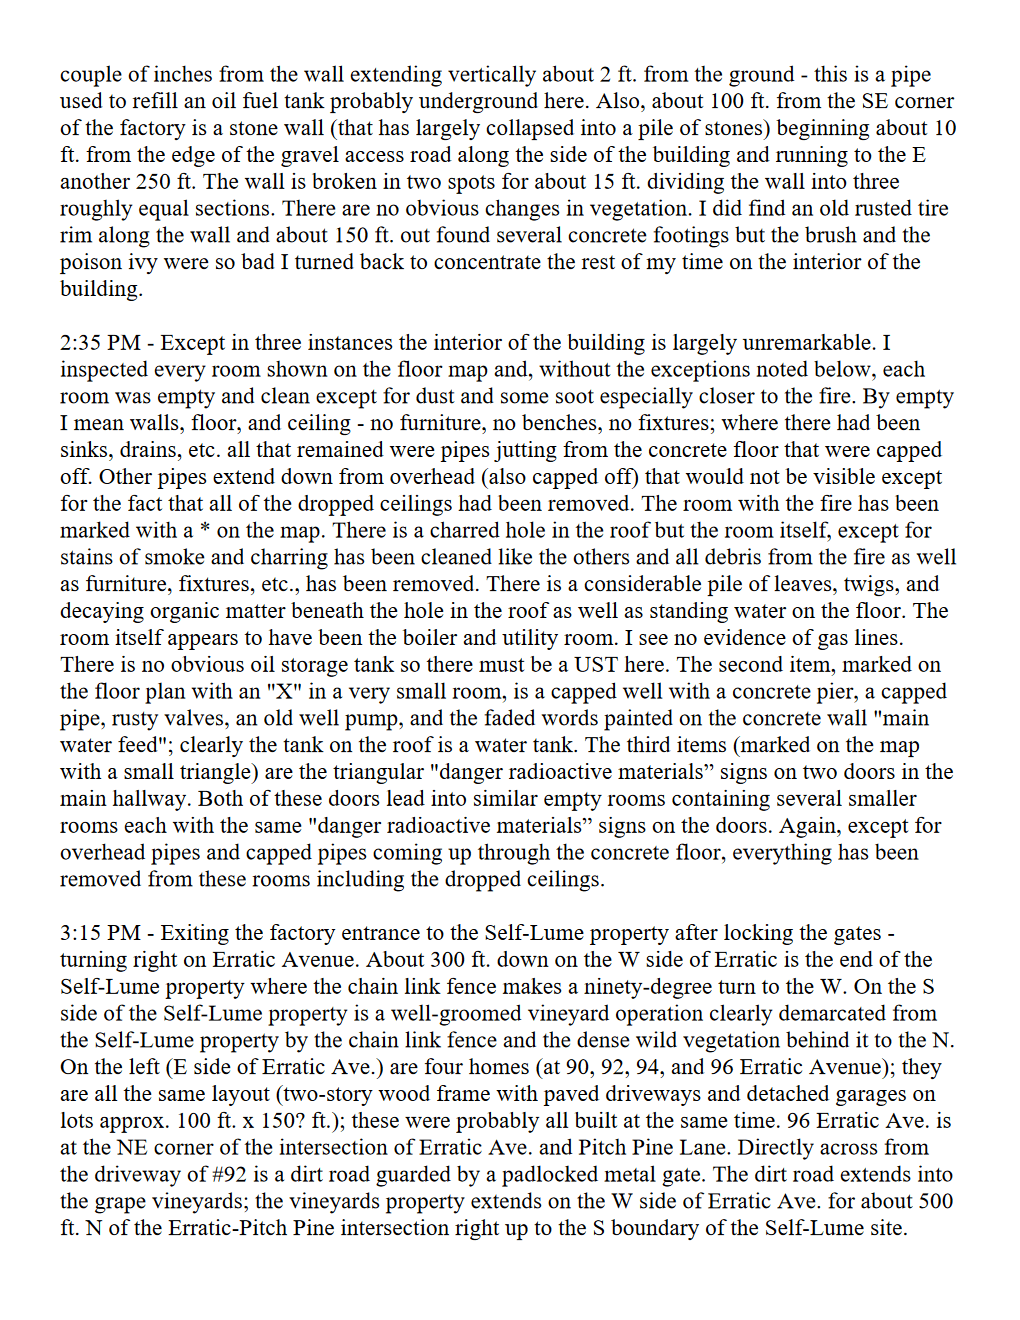 couple of inches from the wall extending vertically about 2 ft. from the ground - this is a pipe
used to refill an oil fuel tank probably underground here. Also, about 100 ft. from the SE corner
of the factory is a stone wall (that has largely collapsed into a pile of stones) beginning about 10
ft. from the edge of the gravel access road along the side of the building and running to the E
another 250 ft. The wall is broken in two spots for about 15 ft. dividing the wall into three
roughly equal sections. There are no obvious changes in vegetation. I did find an old rusted tire
rim along the wall and about 150 ft. out found several concrete footings but the brush and the
poison ivy were so bad I turned back to concentrate the rest of my time on the interior of the
building.

2:35 PM - Except in three instances the interior of the building is largely unremarkable. I
inspected every room shown on the floor map and, without the exceptions noted below, each
room was empty and clean except for dust and some soot especially closer to the fire. By empty
I mean walls, floor, and ceiling - no furniture, no benches, no fixtures; where there had been
sinks, drains, etc. all that remained were pipes jutting from the concrete floor that were capped
off. Other pipes extend down from overhead (also capped off) that would not be visible except
for the fact that all of the dropped ceilings had been removed. The room with the fire has been
marked with a * on the map. There is a charred hole in the roof but the room itself, except for
stains of smoke and charring has been cleaned like the others and all debris from the fire as well
as furniture, fixtures, etc., has been removed. There is a considerable pile of leaves, twigs, and
decaying organic matter beneath the hole in the roof as well as standing water on the floor. The
room itself appears to have been the boiler and utility room. I see no evidence of gas lines.
There is no obvious oil storage tank so there must be a UST here. The second item, marked on
the floor plan with an "X" in a very small room, is a capped well with a concrete pier, a capped
pipe, rusty valves, an old well pump, and the faded words painted on the concrete wall "main
water feed"; clearly the tank on the roof is a water tank. The third items (marked on the map
with a small triangle) are the triangular "danger radioactive materials” signs on two doors in the
main hallway. Both of these doors lead into similar empty rooms containing several smaller
rooms each with the same "danger radioactive materials” signs on the doors. Again, except for
overhead pipes and capped pipes coming up through the concrete floor, everything has been
removed from these rooms including the dropped ceilings.

3:15 PM - Exiting the factory entrance to the Self-Lume property after locking the gates -
turning right on Erratic Avenue. About 300 ft. down on the W side of Erratic is the end of the
Self-Lume property where the chain link fence makes a ninety-degree turn to the W. On the S
side of the Self-Lume property is a well-groomed vineyard operation clearly demarcated from
the Self-Lume property by the chain link fence and the dense wild vegetation behind it to the N.
On the left (E side of Erratic Ave.) are four homes (at 90, 92, 94, and 96 Erratic Avenue); they
are all the same layout (two-story wood frame with paved driveways and detached garages on
lots approx. 100 ft. x 150? ft.); these were probably all built at the same time. 96 Erratic Ave. is
at the NE corner of the intersection of Erratic Ave. and Pitch Pine Lane. Directly across from
the driveway of #92 is a dirt road guarded by a padlocked metal gate. The dirt road extends into
the grape vineyards; the vineyards property extends on the W side of Erratic Ave. for about 500
ft. N of the Erratic-Pitch Pine intersection right up to the S boundary of the Self-Lume site.